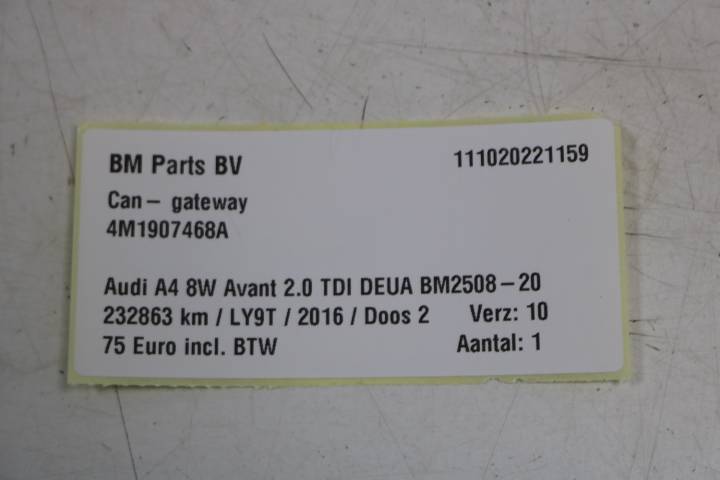 BM Parts BV 111020221159
Can - gateway
4M1907468A
Audi A4 8W Avant 2.0 TDI DEUA BM2508-20
232863 km / LY9T / 2016 / Doos 2 Verz: 10
75 Euro incl. BTW Aantal: 1